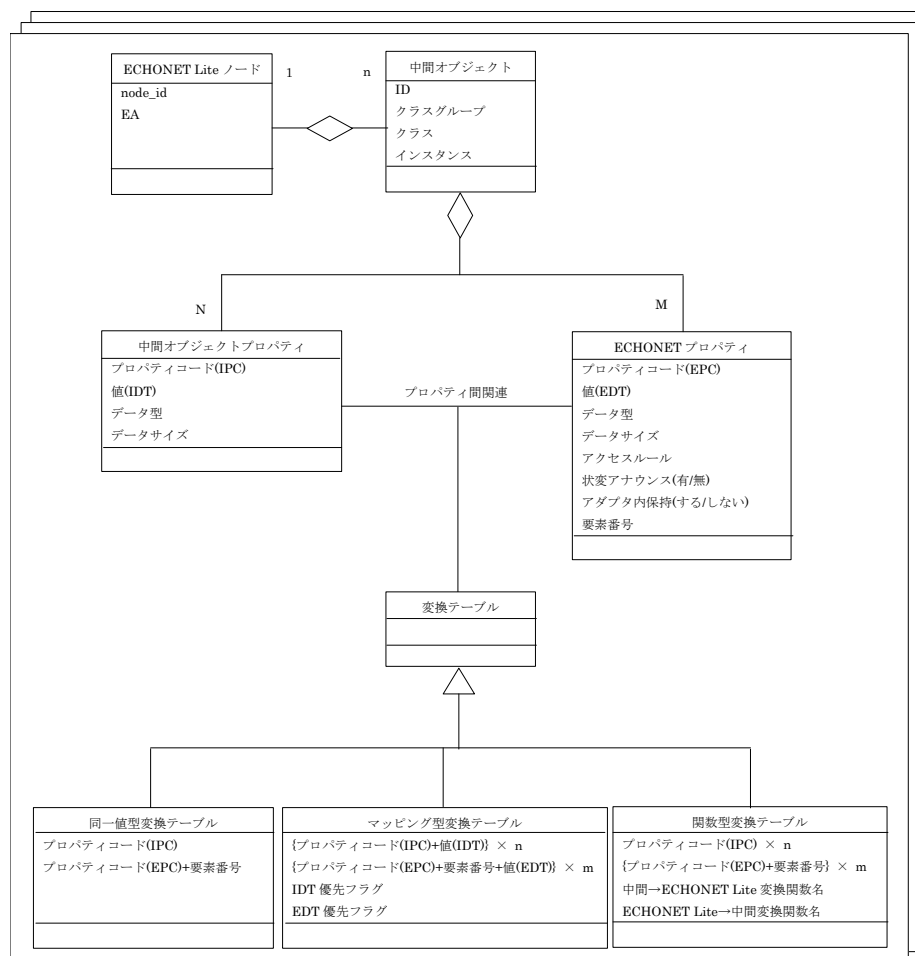 ECHONET Lite ノード
node_id
EA
1
n
中間オブジェクト
ID
クラスグループ
クラス
インスタンス
N
M
中間オブジェクトプロパティ
プロパティコード(IPC)
値(IDT)
データ型
データサイズ
プロパティ間関連
ECHONET プロパティ
プロパティコード(EPC)
値(EDT)
データ型
データサイズ
アクセスルール
状変アナウンス(有/無)
アダプタ内保持(する/しない)
要素番号
変換テーブル
同一値型変換テーブル
プロパティコード(IPC)
プロパティコード(EPC)+要素番号
マッピング型変換テーブル
{プロパティコード(IPC)+値(IDT)} × n
{プロパティコード(EPC)+要素番号+値(EDT)} × m
IDT 優先フラグ
EDT 優先フラグ
関数型変換テーブル
プロパティコード(IPC) × n
{プロパティコード(EPC)+要素番号} × m
中間→ECHONET Lite 変換関数名
ECHONET Lite→中間変換関数名